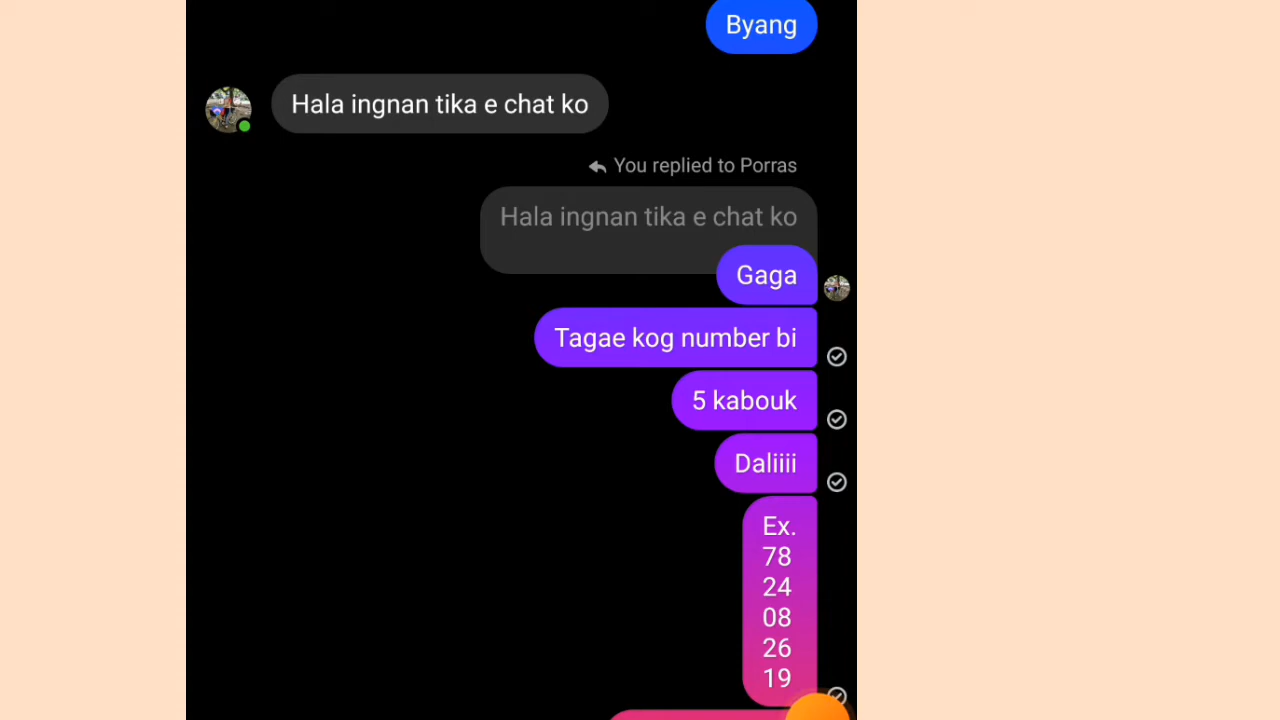 Byang
Hala ingnan tika e chat ko
You replied to Porras
Hala ingnan tika e chat ko
Gaga
Tagae kog number bi
5 kabouk
Daliiii
Ex.
78
24
08
26
19